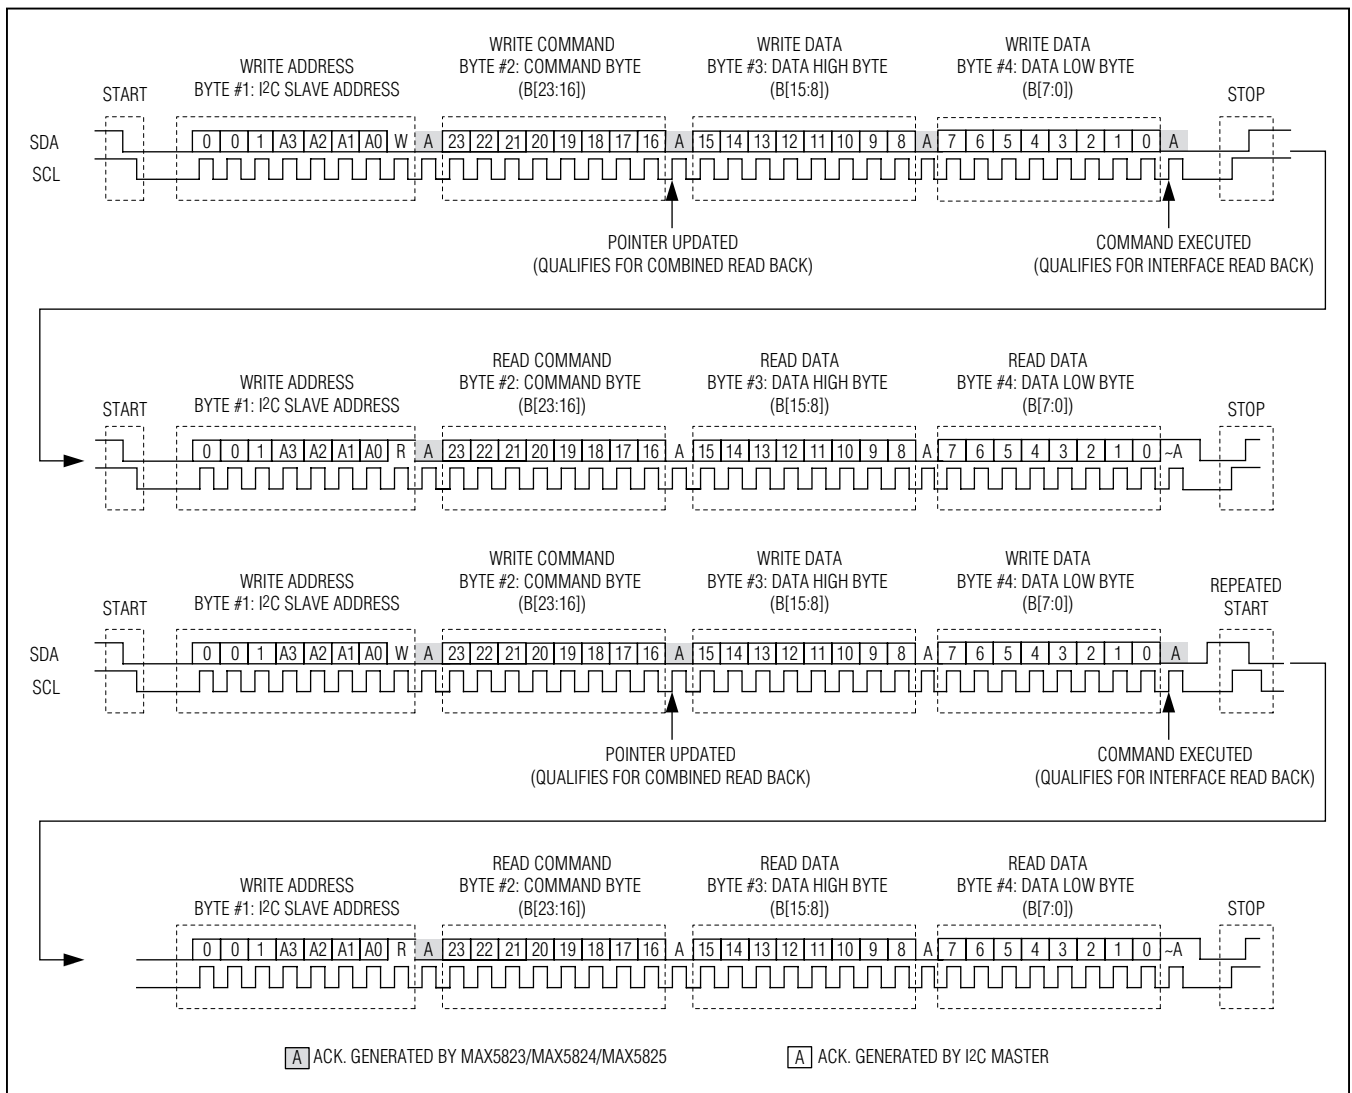 WRITE COMMAND WRITE DATA WRITE DATA
WRITE ADDRESS BYTE #2: COMMAND BYTE BYTE #3: DATA HIGH BYTE BYTE #4: DATA LOW BYTE
START BYTE #1: I²C SLAVE ADDRESS (B[23:16]) (B[15:8]) (B[7:0]) STOP
SDA 0 0 1 A3 A2 A1 A0 W A 23 22 21 20 19 18 17 16 A 15 14 13 12 11 10 9 8 A 7 6 5 4 3 2 1 0 A
SCL
POINTER UPDATED COMMAND EXECUTED
(QUALIFIES FOR COMBINED READ BACK) (QUALIFIES FOR INTERFACE READ BACK)
READ COMMAND READ DATA READ DATA
WRITE ADDRESS BYTE #2: COMMAND BYTE BYTE #3: DATA HIGH BYTE BYTE #4: DATA LOW BYTE
START BYTE #1: I²C SLAVE ADDRESS (B[23:16]) (B[15:8]) (B[7:0]) STOP
0 0 1 A3 A2 A1 A0 R A 23 22 21 20 19 18 17 16 A 15 14 13 12 11 10 9 8 A 7 6 5 4 3 2 1 0 ~A
WRITE COMMAND WRITE DATA WRITE DATA
WRITE ADDRESS BYTE #2: COMMAND BYTE BYTE #3: DATA HIGH BYTE BYTE #4: DATA LOW BYTE REPEATED
START BYTE #1: I²C SLAVE ADDRESS (B[23:16]) (B[15:8]) (B[7:0]) START
SDA 0 0 1 A3 A2 A1 A0 W A 23 22 21 20 19 18 17 16 A 15 14 13 12 11 10 9 8 A 7 6 5 4 3 2 1 0 A
SCL
POINTER UPDATED COMMAND EXECUTED
(QUALIFIES FOR COMBINED READ BACK) (QUALIFIES FOR INTERFACE READ BACK)
READ COMMAND READ DATA READ DATA
WRITE ADDRESS BYTE #2: COMMAND BYTE BYTE #3: DATA HIGH BYTE BYTE #4: DATA LOW BYTE
BYTE #1: I²C SLAVE ADDRESS (B[23:16]) (B[15:8]) (B[7:0]) STOP
0 0 1 A3 A2 A1 A0 R A 23 22 21 20 19 18 17 16 A 15 14 13 12 11 10 9 8 A 7 6 5 4 3 2 1 0 ~A
A ACK. GENERATED BY MAX5823/MAX5824/MAX5825 A ACK. GENERATED BY I²C MASTER